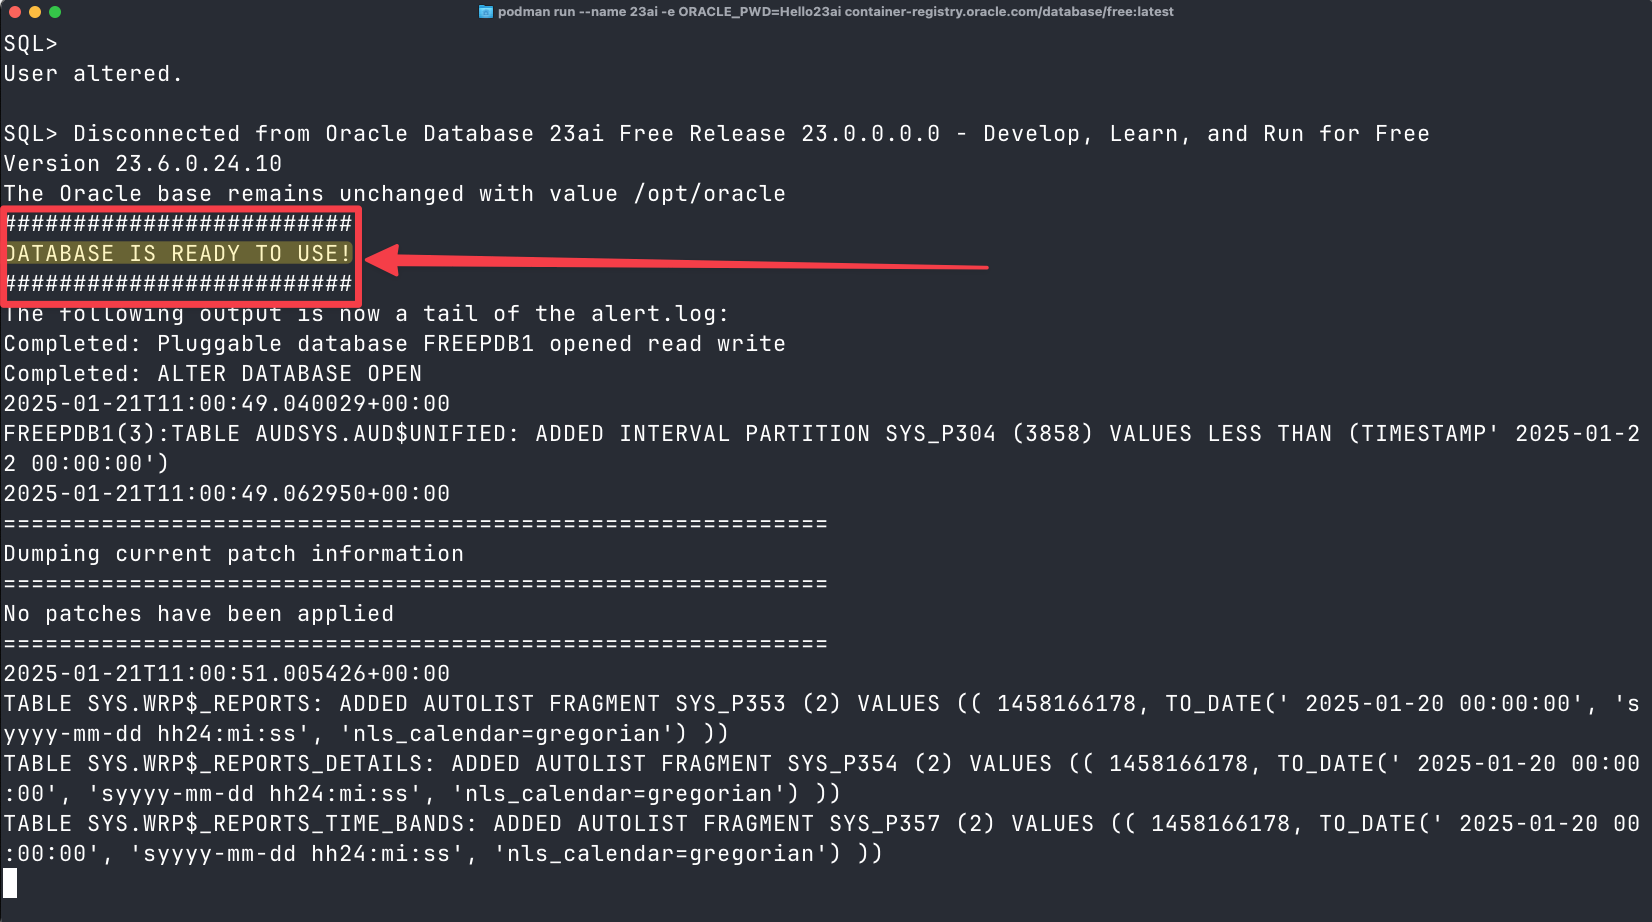 podman run --name 23ai -e ORACLE_PWD=Hello23ai container-registry.oracle.com/database/free:latest
SQL>
User altered.
SQL> Disconnected from Oracle Database 23ai Free Release 23.0.0.0.0 - Develop, Learn, and Run for Free
Version 23.6.0.24.10
The Oracle base remains unchanged with value /opt/oracle
#########################
DATABASE IS READY TO USE!
#########################
The following output is now a tail of the alert.log:
Completed: Pluggable database FREEPDB1 opened read write
Completed: ALTER DATABASE OPEN
2025-01-21T11:00:49.040029+00:00
FREEPDB1(3):TABLE AUDSYS.AUD$UNIFIED: ADDED INTERVAL PARTITION SYS_P304 (3858) VALUES LESS THAN (TIMESTAMP' 2025-01-2
2 00:00:00')
2025-01-21T11:00:49.062950+00:00
===========================================================
Dumping current patch information
===========================================================
No patches have been applied
===========================================================
2025-01-21T11:00:51.005426+00:00
TABLE SYS.WRP$_REPORTS: ADDED AUTOLIST FRAGMENT SYS_P353 (2) VALUES (( 1458166178, TO_DATE(' 2025-01-20 00:00:00', 's
yyyy-mm-dd hh24:mi:ss', 'nls_calendar=gregorian') ))
TABLE SYS.WRP$_REPORTS_DETAILS: ADDED AUTOLIST FRAGMENT SYS_P354 (2) VALUES (( 1458166178, TO_DATE(' 2025-01-20 00:00
:00', 'syyyy-mm-dd hh24:mi:ss', 'nls_calendar=gregorian') ))
TABLE SYS.WRP$_REPORTS_TIME_BANDS: ADDED AUTOLIST FRAGMENT SYS_P357 (2) VALUES (( 1458166178, TO_DATE(' 2025-01-20 00
:00:00', 'syyyy-mm-dd hh24:mi:ss', 'nls_calendar=gregorian') ))